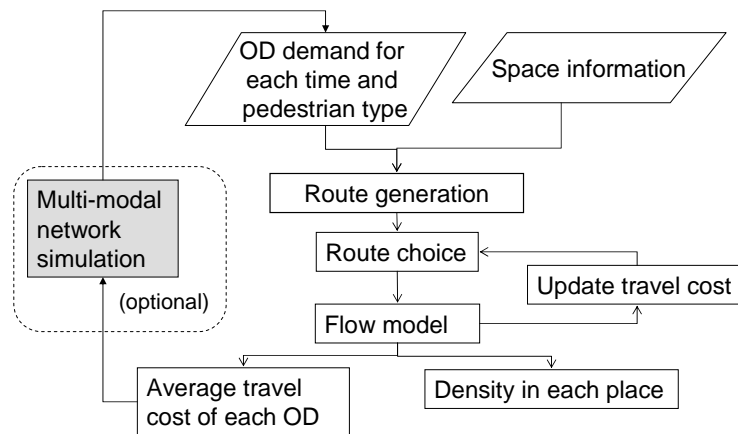 OD demand for
each time and
pedestrian type
Space information
Route generation
Multi-modal
network
simulation
(optional)
Route choice
Update travel cost
Flow model
Average travel
cost of each OD
Density in each place